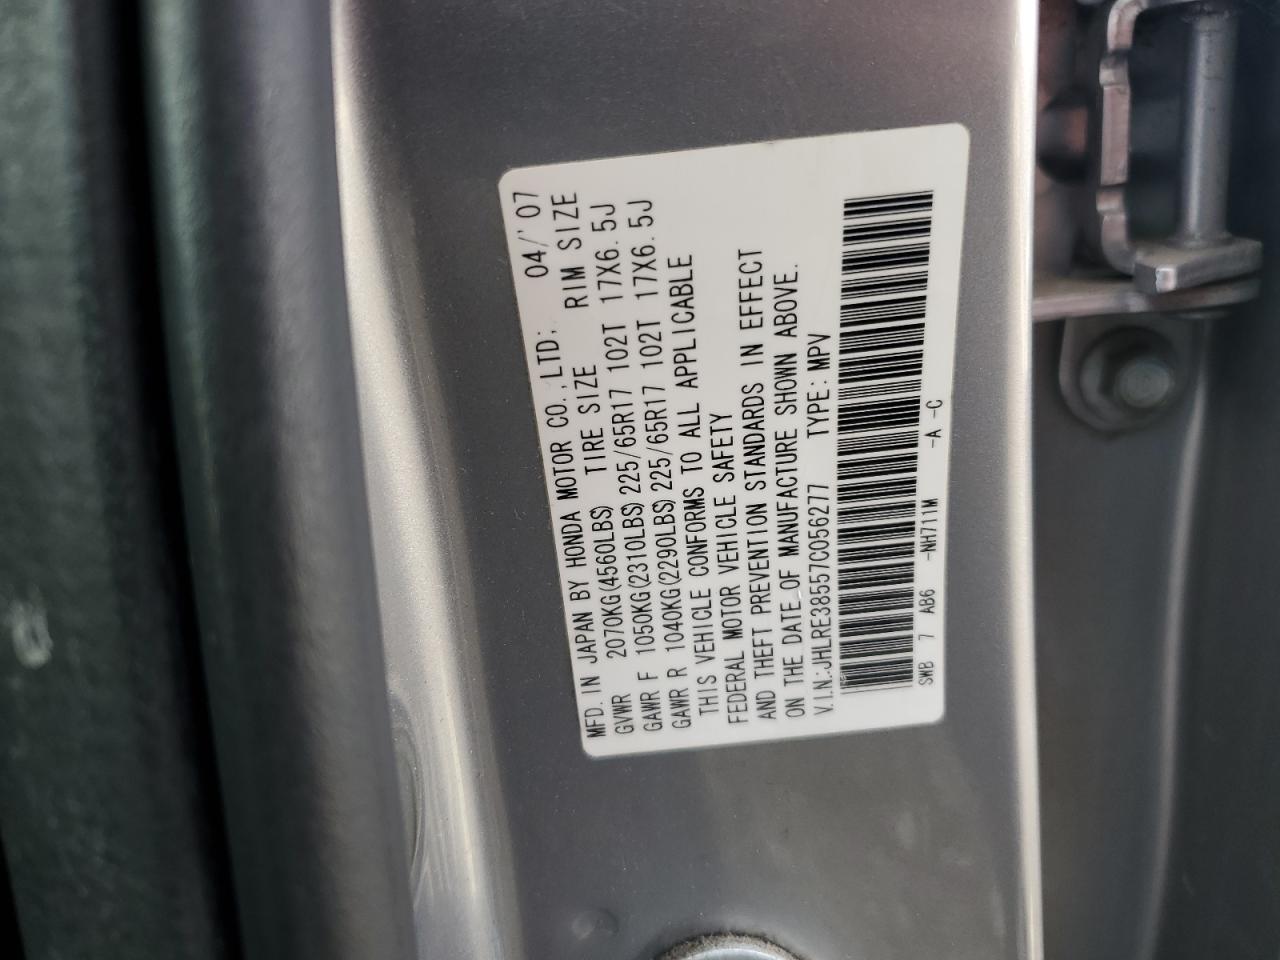 MFD. IN JAPAN BY HONDA MOTOR CO., LTD: 04/'07
GVWR 2070KG(4560LBS) TIRE SIZE RIM SIZE
GAWR F 1050KG(2310LBS) 225/65R17 102T 17X6.5J
GAWR R 1040KG(2290LBS) 225/65R17 102T 17X6.5J
THIS VEHICLE CONFORMS TO ALL APPLICABLE
FEDERAL MOTOR VEHICLE SAFETY
AND THEFT PREVENTION STANDARDS IN EFFECT
ON THE DATE OF MANUFACTURE SHOWN ABOVE.
V.I.N.:JHLRE38557C056277 TYPE:MPV
SWB 7 AB6 -NH711M -A -C